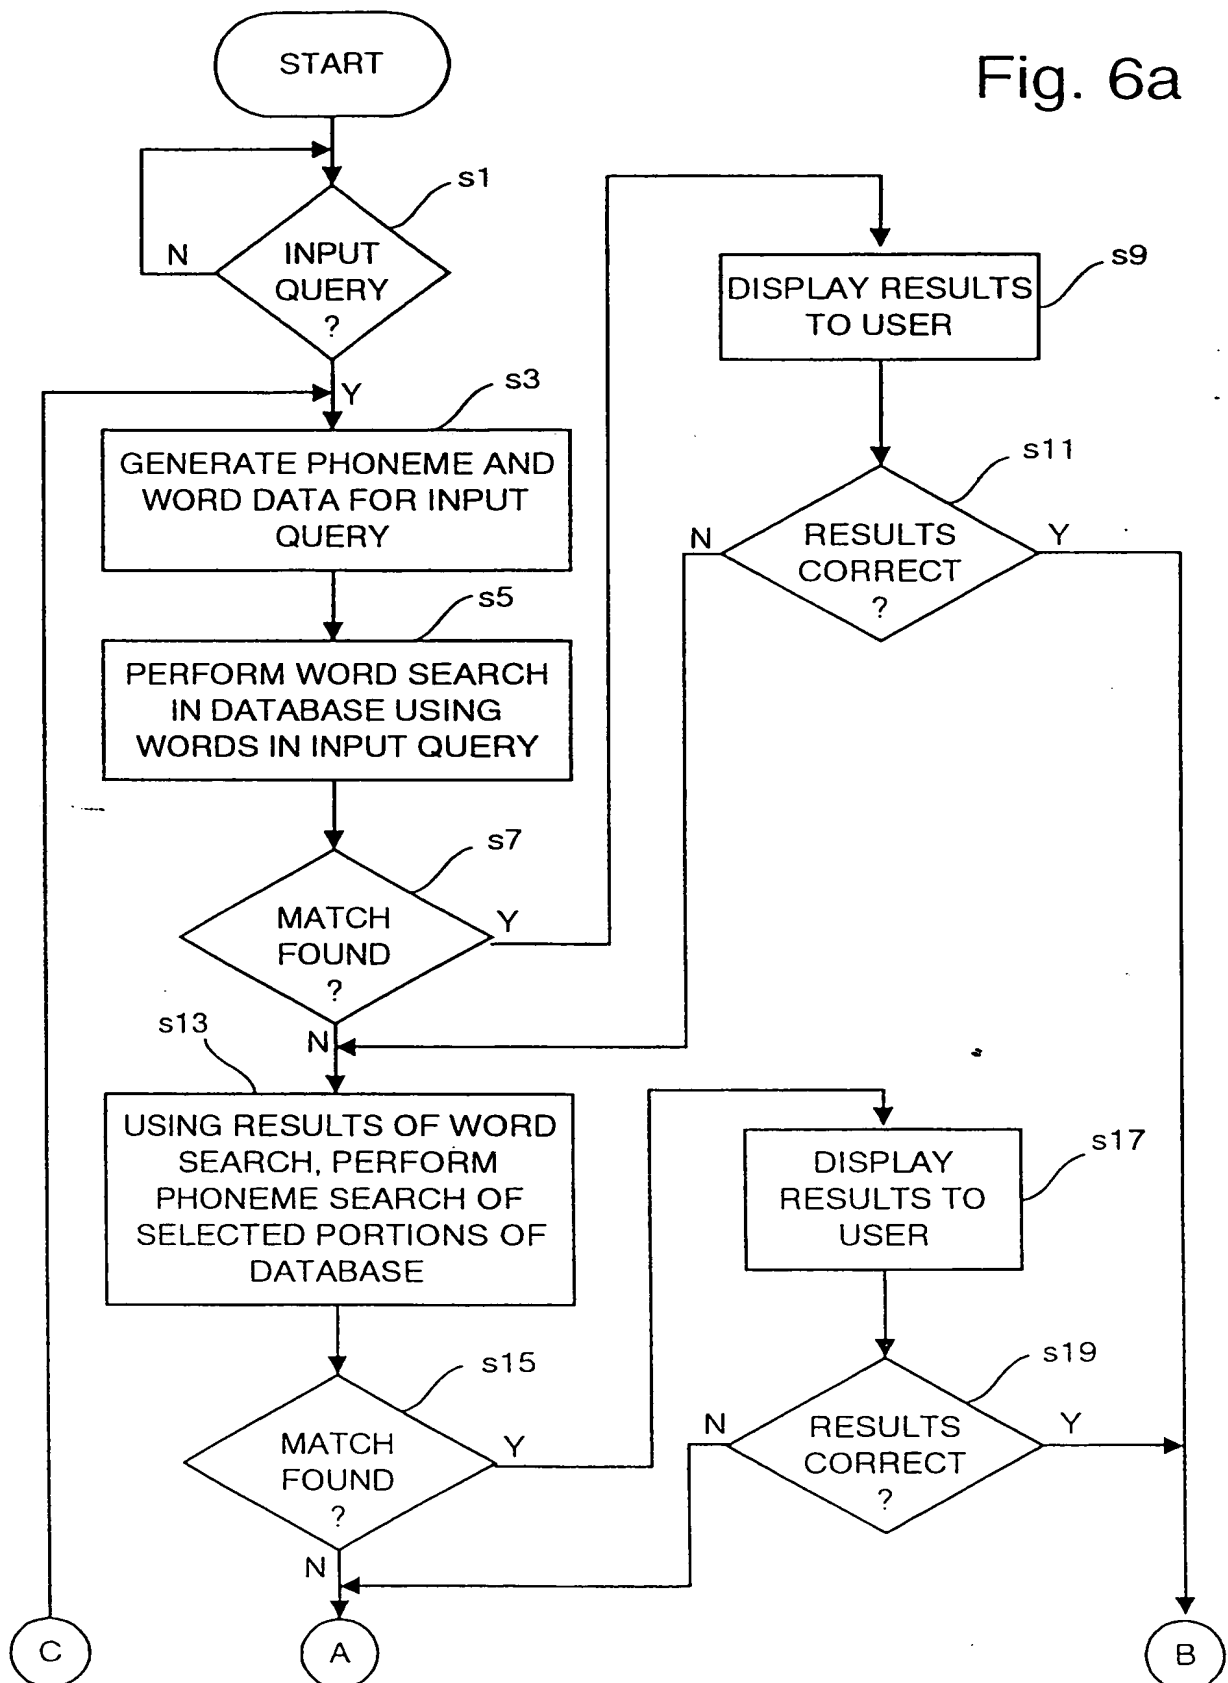 Fig. 6a
START
s1
N
INPUT
QUERY
?
Y
s3
GENERATE PHONEME AND
WORD DATA FOR INPUT
QUERY
s5
PERFORM WORD SEARCH
IN DATABASE USING
WORDS IN INPUT QUERY
s7
MATCH
FOUND
?
Y
N
s9
DISPLAY RESULTS
TO USER
s11
N
RESULTS
CORRECT
?
Y
s13
USING RESULTS OF WORD
SEARCH, PERFORM
PHONEME SEARCH OF
SELECTED PORTIONS OF
DATABASE
s15
MATCH
FOUND
?
Y
N
s17
DISPLAY
RESULTS TO
USER
s19
N
RESULTS
CORRECT
?
Y
C
A
B